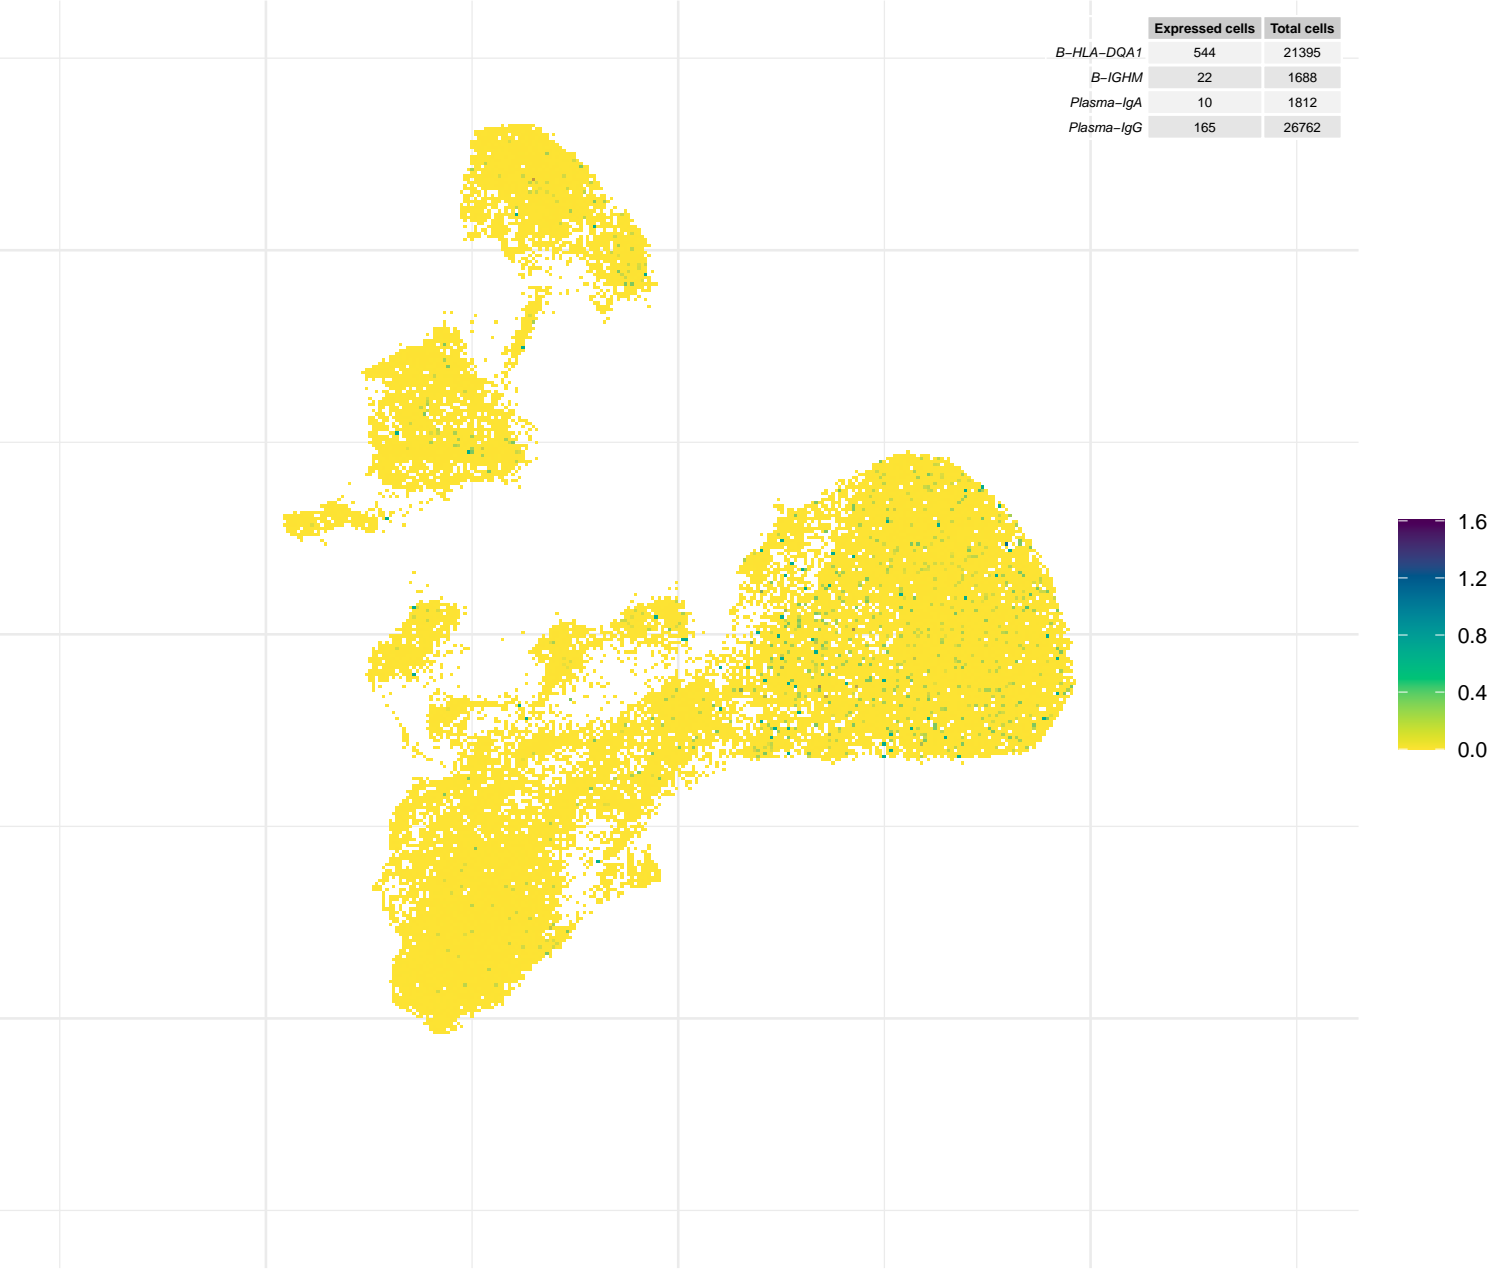 Expressed cells Total cells
B−HLA−DQA1 544 21395
B−IGHM 22 1688
Plasma−IgA 10 1812
Plasma−IgG 165 26762
1.6
1.2
0.8
0.4
0.0